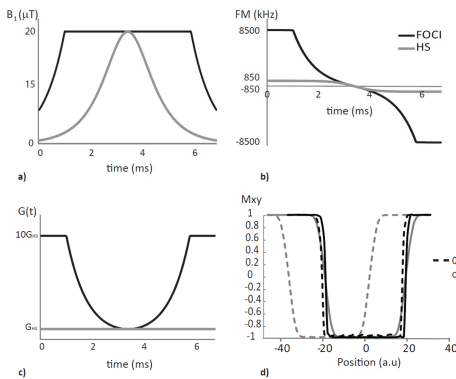 B1(μT)
20
15
0
0 2 4 6
time (ms)
a)
FM (kHz)
8500
850
-850
-8500
0 2 4 6
time (ms)
FOCI
HS
b)
G(t)
10GHS
GHS
0 2 4 6
time (ms)
c)
Mxy
1
0.8
0.6
0.4
0.2
0
-0.2
-0.4
-0.6
-0.8
-1
-40 -20 0 20 40
Position (a.u)
d)